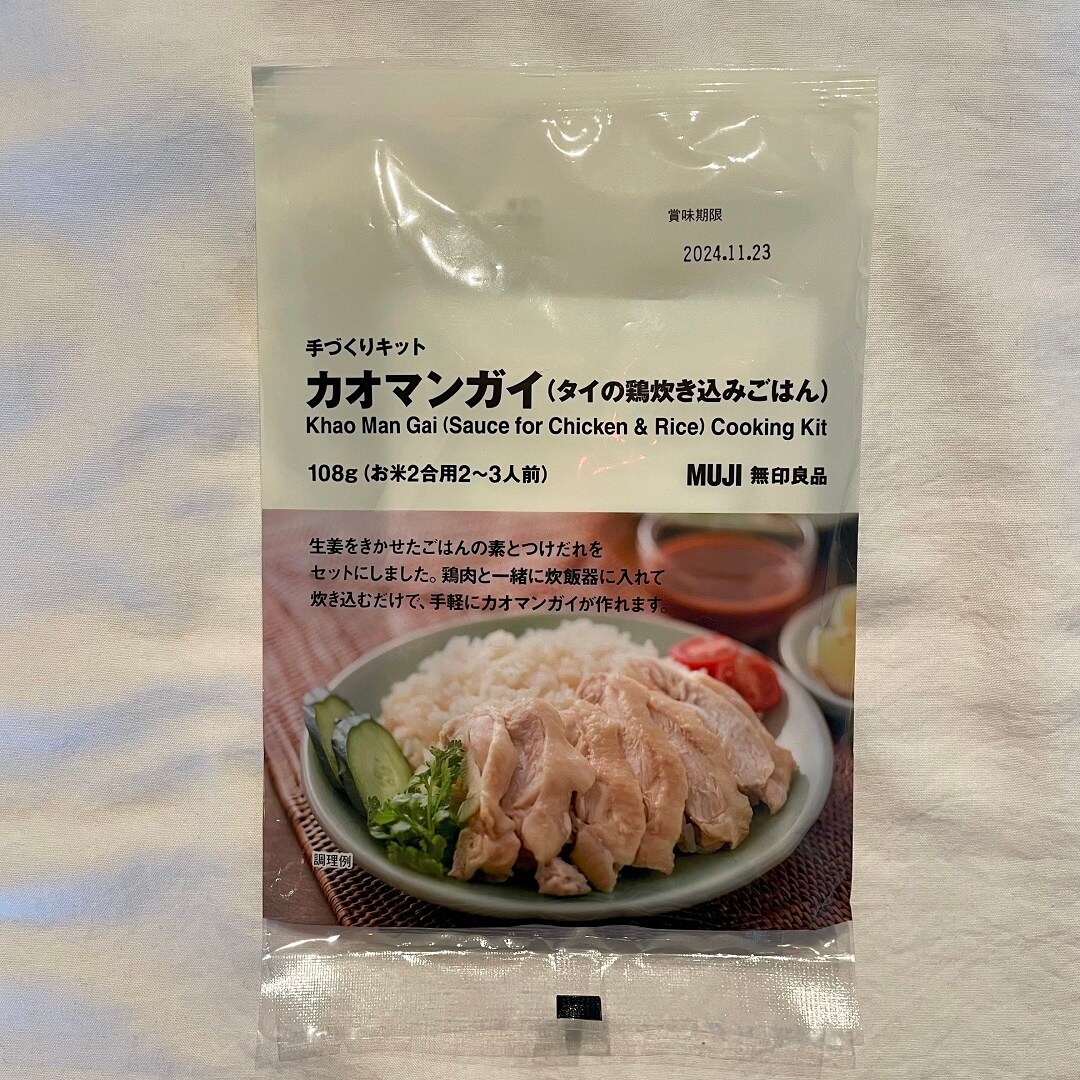 賞味期限
2024.11.23
手づくりキット
カオマンガイ(タイの鶏炊き込みごはん)
Khao Man Gai (Sauce for Chicken & Rice) Cooking Kit
108g(お米2合用2〜3人前)
MUJI 無印良品
生姜をきかせたごはんの素とつけだれを
セットにしました。鶏肉と一緒に炊飯器に入れて
炊き込むだけで、手軽にカオマンガイが作れます。
調理例